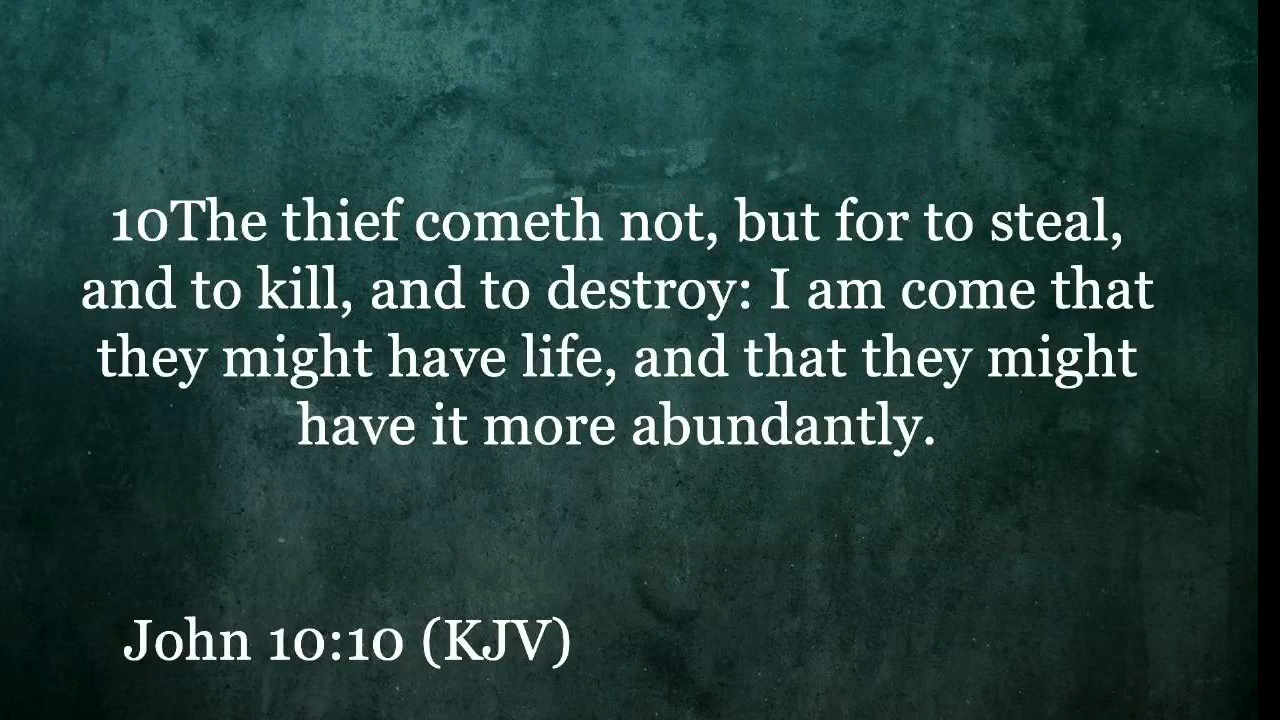 10The thief cometh not, but for to steal,
and to kill, and to destroy: I am come that
they might have life, and that they might
have it more abundantly.
John 10:10 (KJV)